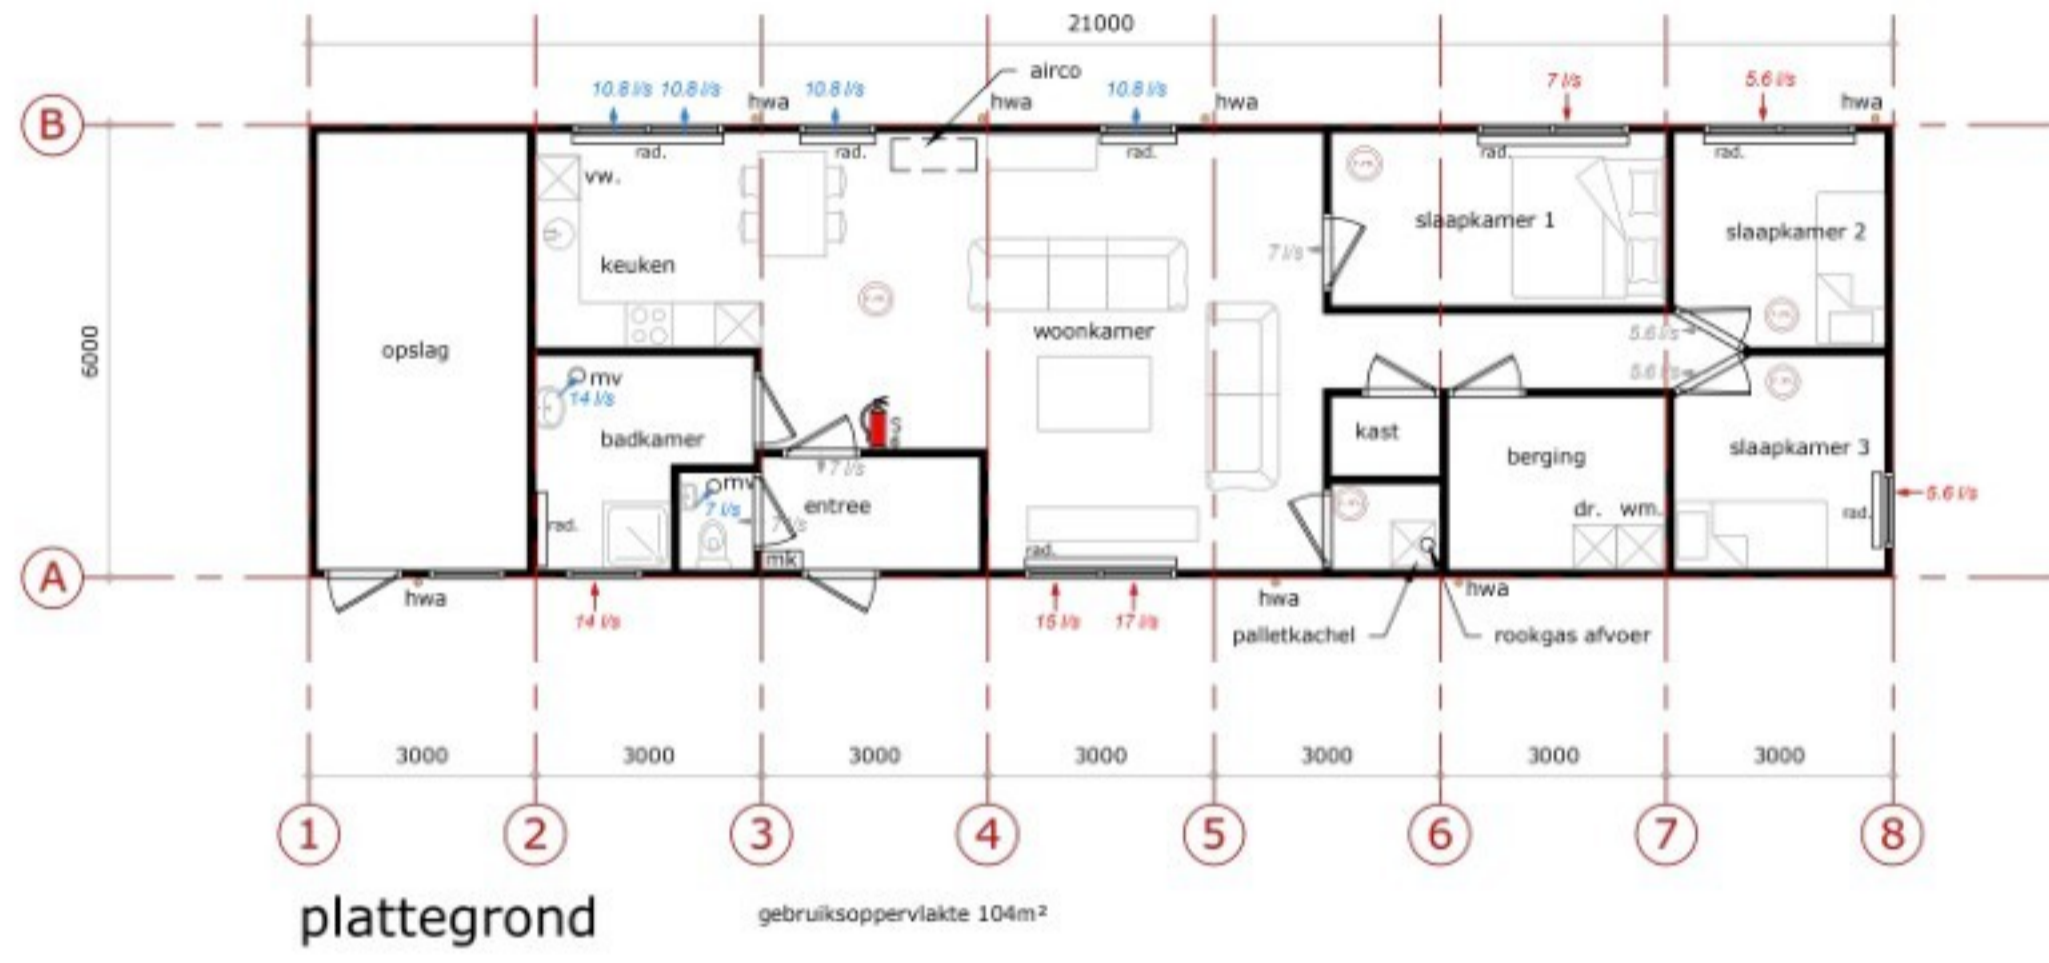 21000
airco
10.8 l/s 10.8 l/s
10.8 l/s
10.8 l/s
7 l/s
5.6 l/s
hwa
hwa
hwa
hwa
B
rad.
rad.
rad.
rad.
rad.
vw.
slaapkamer 1
slaapkamer 2
7 l/s
keuken
6000
opslag
woonkamer
5.6 l/s
5.6 l/s
mv
14 l/s
badkamer
kast
berging
slaapkamer 3
7 l/s
mv
7 l/s
7 l/s
entree
5.6 l/s
rad.
rad.
dr. wm.
rad.
mk
A
hwa
hwa
hwa
14 l/s
15 l/s
17 l/s
palletkachel
rookgas afvoer
3000
3000
3000
3000
3000
3000
3000
1
2
3
4
5
6
7
8
plattegrond
gebruiksoppervlakte 104m²